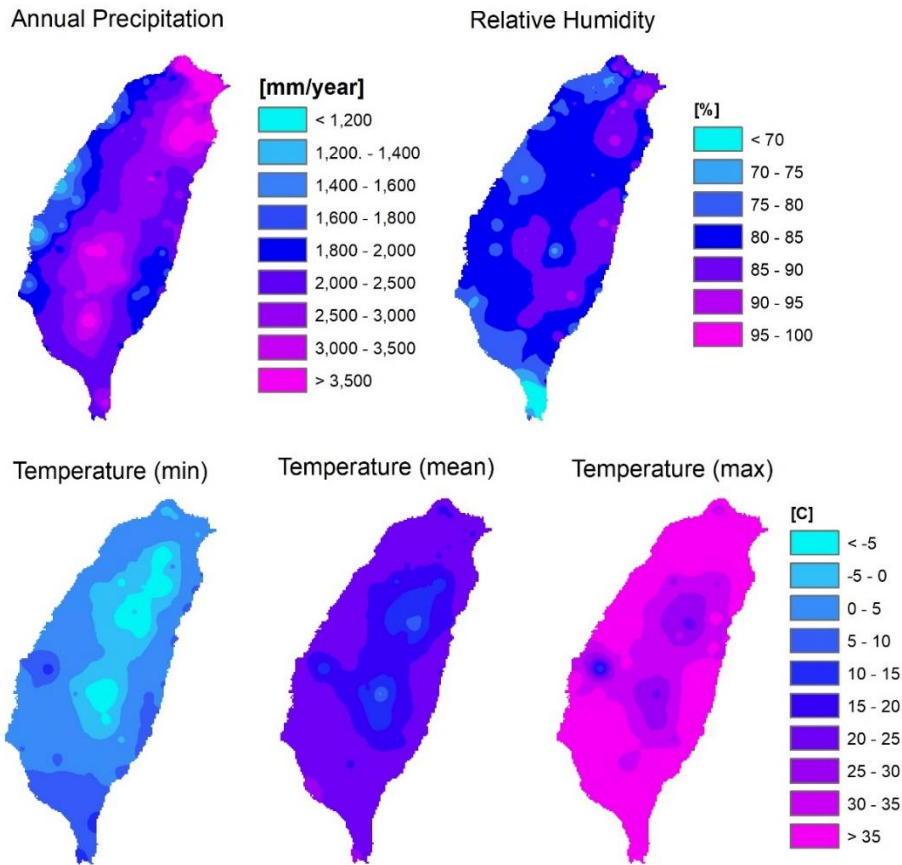 Annual Precipitation
Relative Humidity
[mm/year]
< 1,200
1,200. - 1,400
1,400 - 1,600
1,600 - 1,800
1,800 - 2,000
2,000 - 2,500
2,500 - 3,000
3,000 - 3,500
> 3,500
[%]
< 70
70 - 75
75 - 80
80 - 85
85 - 90
90 - 95
95 - 100
Temperature (min)
Temperature (mean)
Temperature (max)
[C]
< -5
-5 - 0
0 - 5
5 - 10
10 - 15
15 - 20
20 - 25
25 - 30
30 - 35
> 35